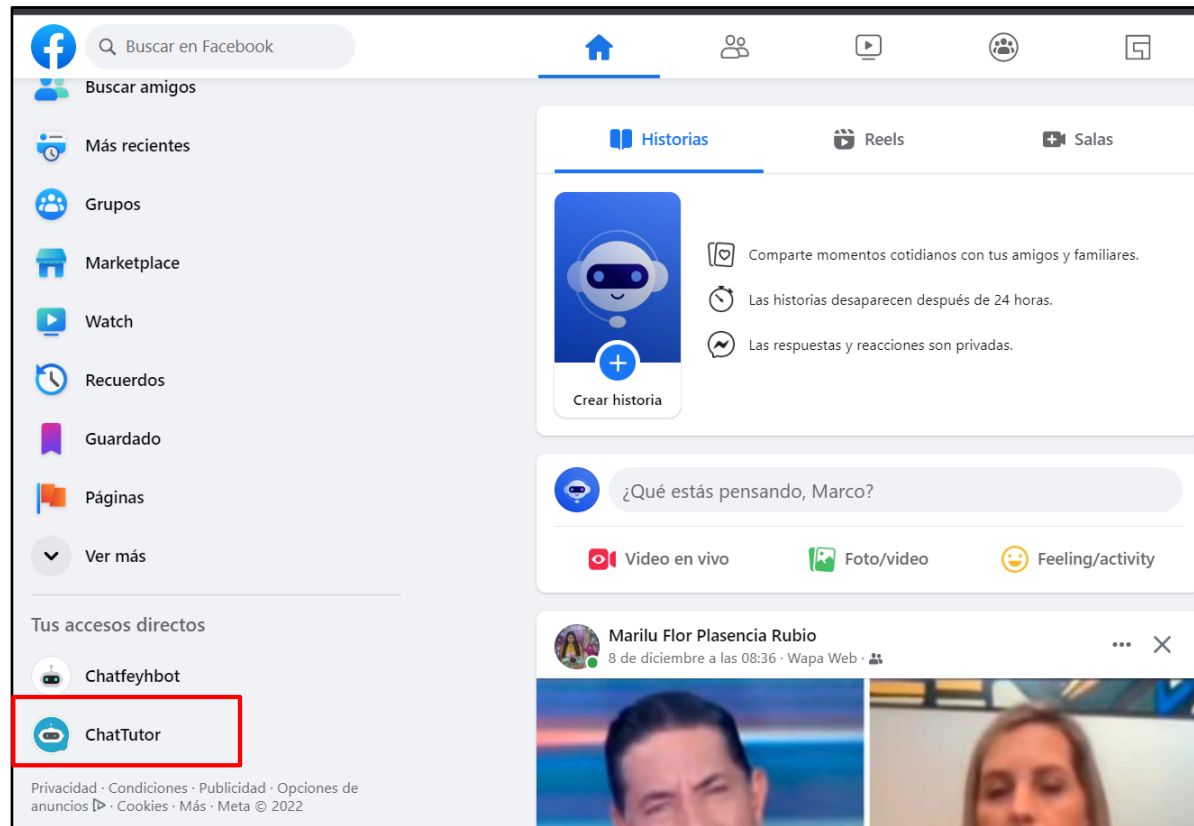 Buscar en Facebook
Buscar amigos
Más recientes
Grupos
Marketplace
Watch
Recuerdos
Guardado
Páginas
Ver más
Tus accesos directos
Chatfeyhbot
ChatTutor
Privacidad · Condiciones · Publicidad · Opciones de
anuncios · Cookies · Más · Meta © 2022
Historias
Reels
Salas
Crear historia
Comparte momentos cotidianos con tus amigos y familiares.
Las historias desaparecen después de 24 horas.
Las respuestas y reacciones son privadas.
¿Qué estás pensando, Marco?
Video en vivo
Foto/video
Feeling/activity
Marilu Flor Plasencia Rubio
8 de diciembre a las 08:36 · Wapa Web ·